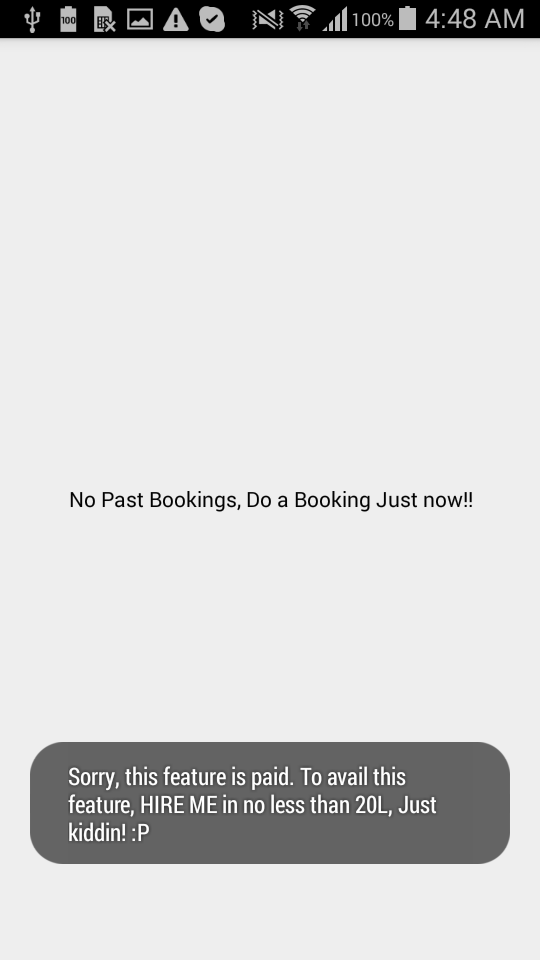 100
100% 4:48 AM
No Past Bookings, Do a Booking Just now!!
Sorry, this feature is paid. To avail this
feature, HIRE ME in no less than 20L, Just
kiddin! :P